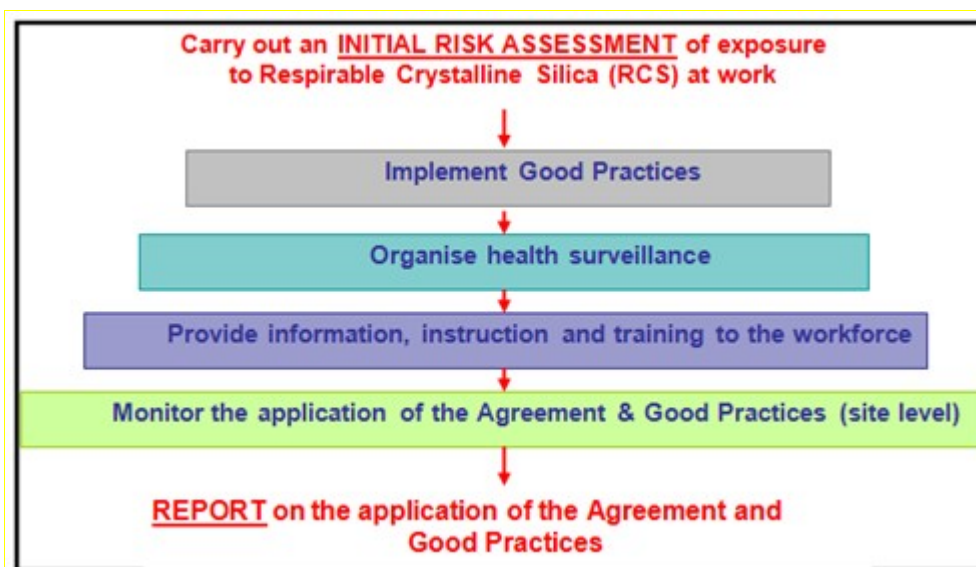 Carry out an INITIAL RISK ASSESSMENT of exposure
to Respirable Crystalline Silica (RCS) at work
Implement Good Practices
Organise health surveillance
Provide information, instruction and training to the workforce
Monitor the application of the Agreement & Good Practices (site level)
REPORT on the application of the Agreement and
Good Practices